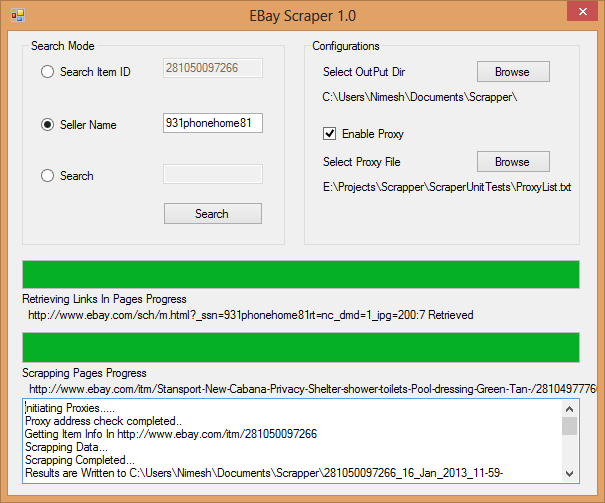 EBay Scraper 1.0
Search Mode
Search Item ID
281050097266
Seller Name
931phonehome81
Search
Search
Configurations
Select OutPut Dir
Browse
C:\Users\Nimesh\Documents\Scrapper\
Enable Proxy
Select Proxy File
Browse
E:\Projects\Scrapper\ScraperUnitTests\ProxyList.txt
Retrieving Links In Pages Progress
http://www.ebay.com/sch/m.html?_ssn=931phonehome81rt=nc_dmd=1_ipg=200:7 Retrieved
Scrapping Pages Progress
http://www.ebay.com/itm/Stansport-New-Cabana-Privacy-Shelter-shower-toilets-Pool-dressing-Green-Tan-/28104977760
Initiating Proxies.....
Proxy address check completed..
Getting Item Info In http://www.ebay.com/itm/281050097266
Scrapping Data...
Scrapping Completed...
Results are Written to C:\Users\Nimesh\Documents\Scrapper\281050097266_16_Jan_2013_11-59-